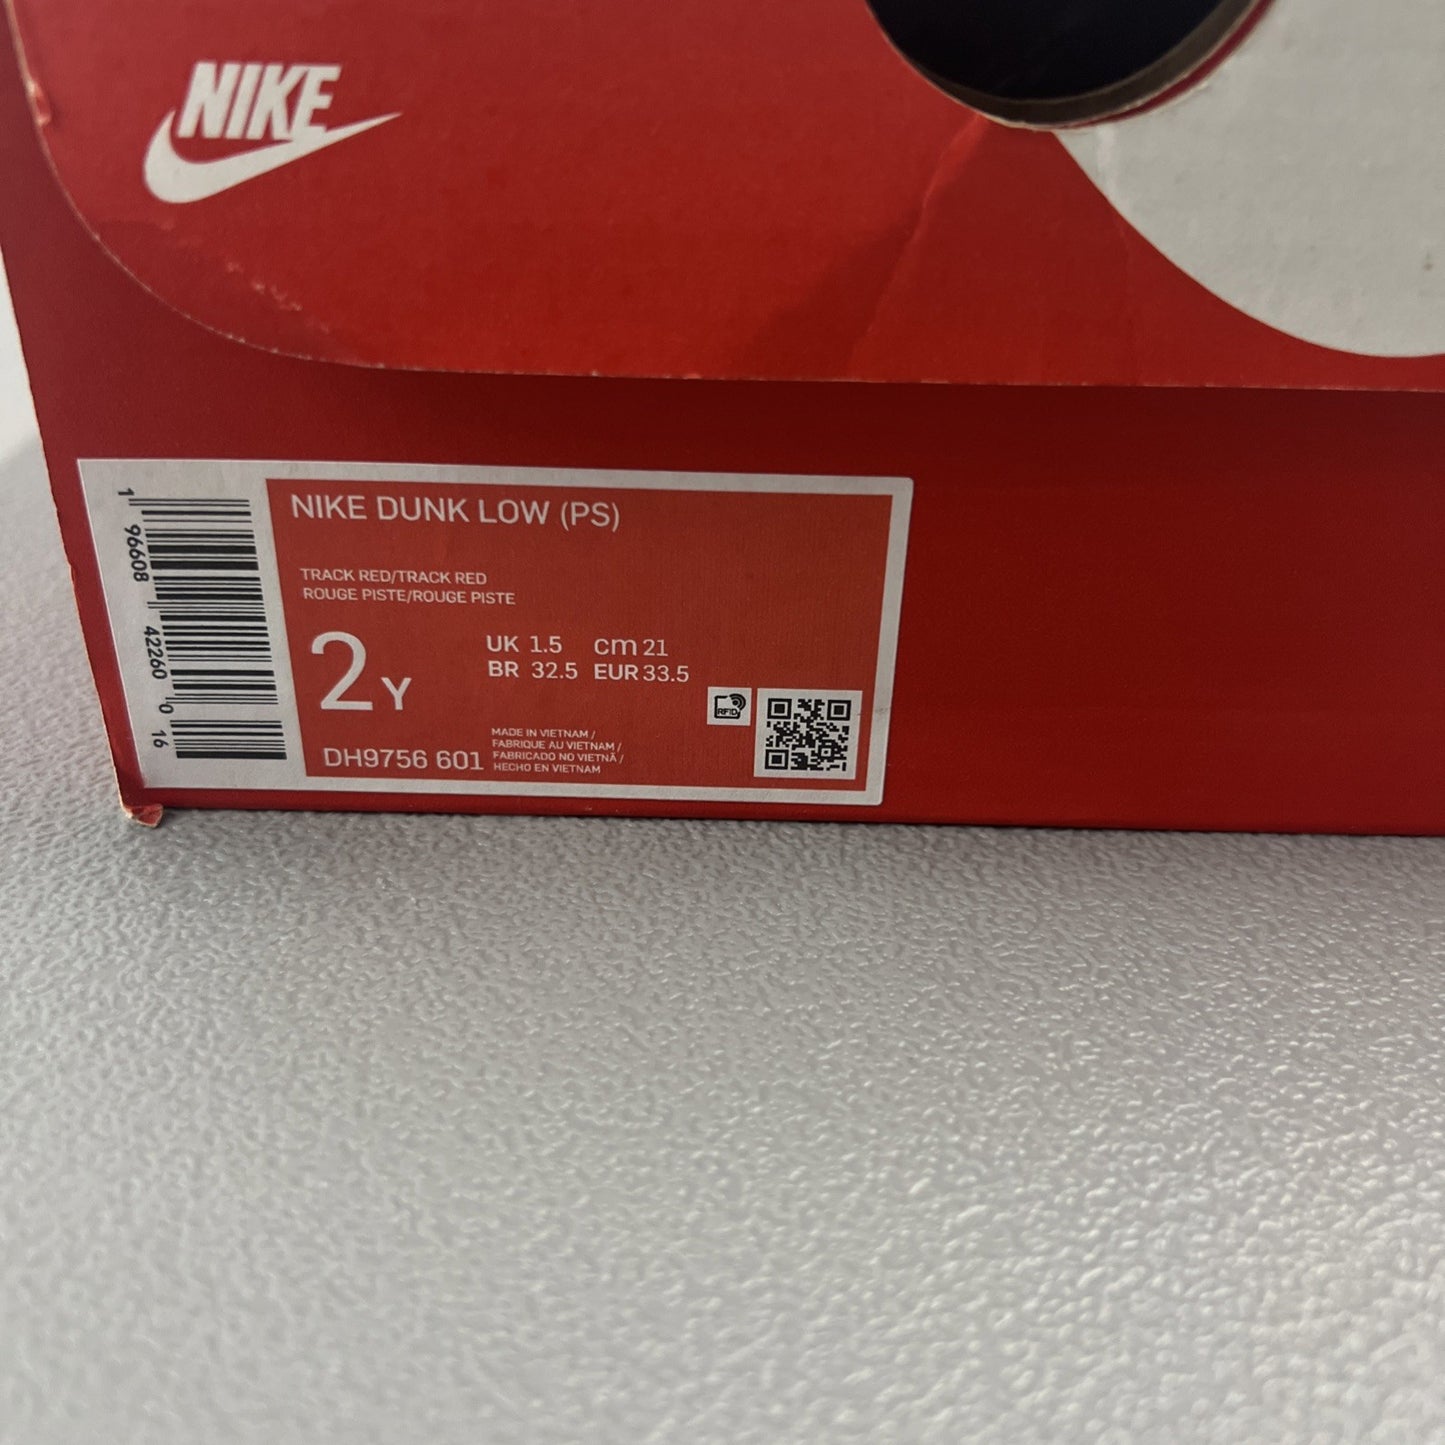 NIKE
NIKE DUNK LOW (PS)
TRACK RED/TRACK RED
ROUGE PISTE/ROUGE PISTE
2Y
UK 1.5 cm 21
BR 32.5 EUR 33.5
RFID
DH9756 601
MADE IN VIETNAM /
FABRIQUE AU VIETNAM /
FABRICADO NO VIETNÃ /
HECHO EN VIETNAM
1 96608 42260 0 16